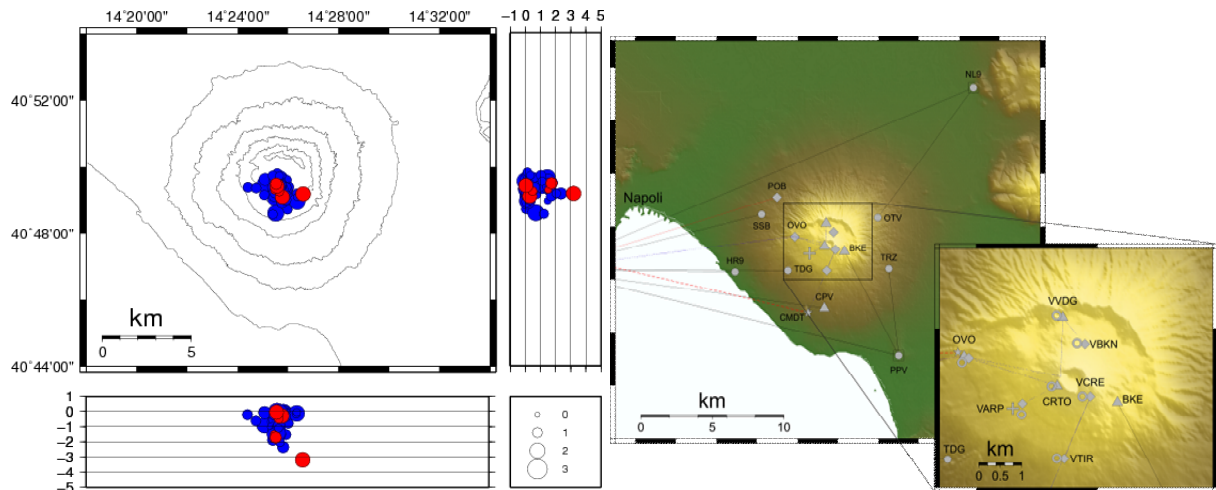 14°20'00" 14°24'00" 14°28'00" 14°32'00"
40°52'00"
40°48'00"
40°44'00"
km
0 5
−1 0 1 2 3 4 5
1
0
−1
−2
−3
−4
−5
0
1
2
3
NL9
POB
Napoli
SSB
OVO
OTV
BKE
HR9
TDG
TRZ
CPV
CMDT
PPV
km
0 5 10
VVDG
OVO
VBKN
VCRE
CRTO
BKE
VARP
TDG
VTIR
km
0 0.5 1